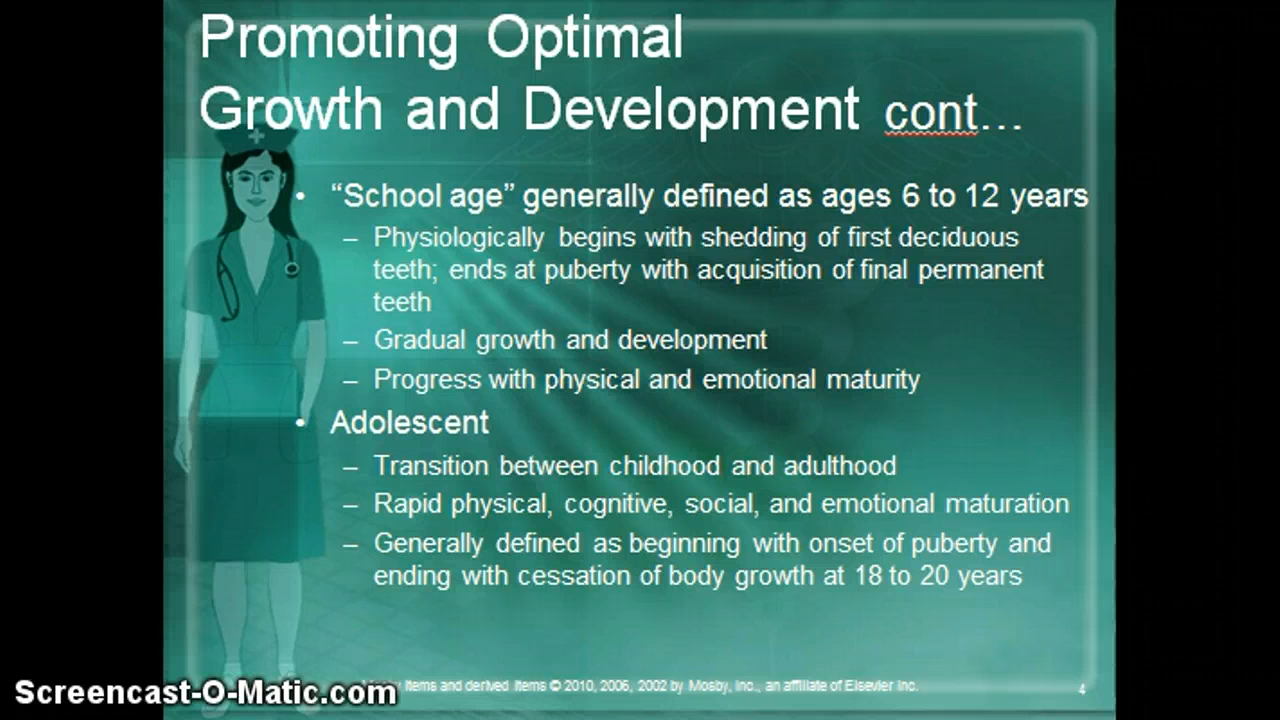 Promoting Optimal
Growth and Development cont...
• “School age” generally defined as ages 6 to 12 years
– Physiologically begins with shedding of first deciduous
teeth; ends at puberty with acquisition of final permanent
teeth
– Gradual growth and development
– Progress with physical and emotional maturity
• Adolescent
– Transition between childhood and adulthood
– Rapid physical, cognitive, social, and emotional maturation
– Generally defined as beginning with onset of puberty and
ending with cessation of body growth at 18 to 20 years
items and derived items © 2010, 2006, 2002 by Mosby, Inc., an affiliate of Elsevier Inc.
4
Screencast-O-Matic.com